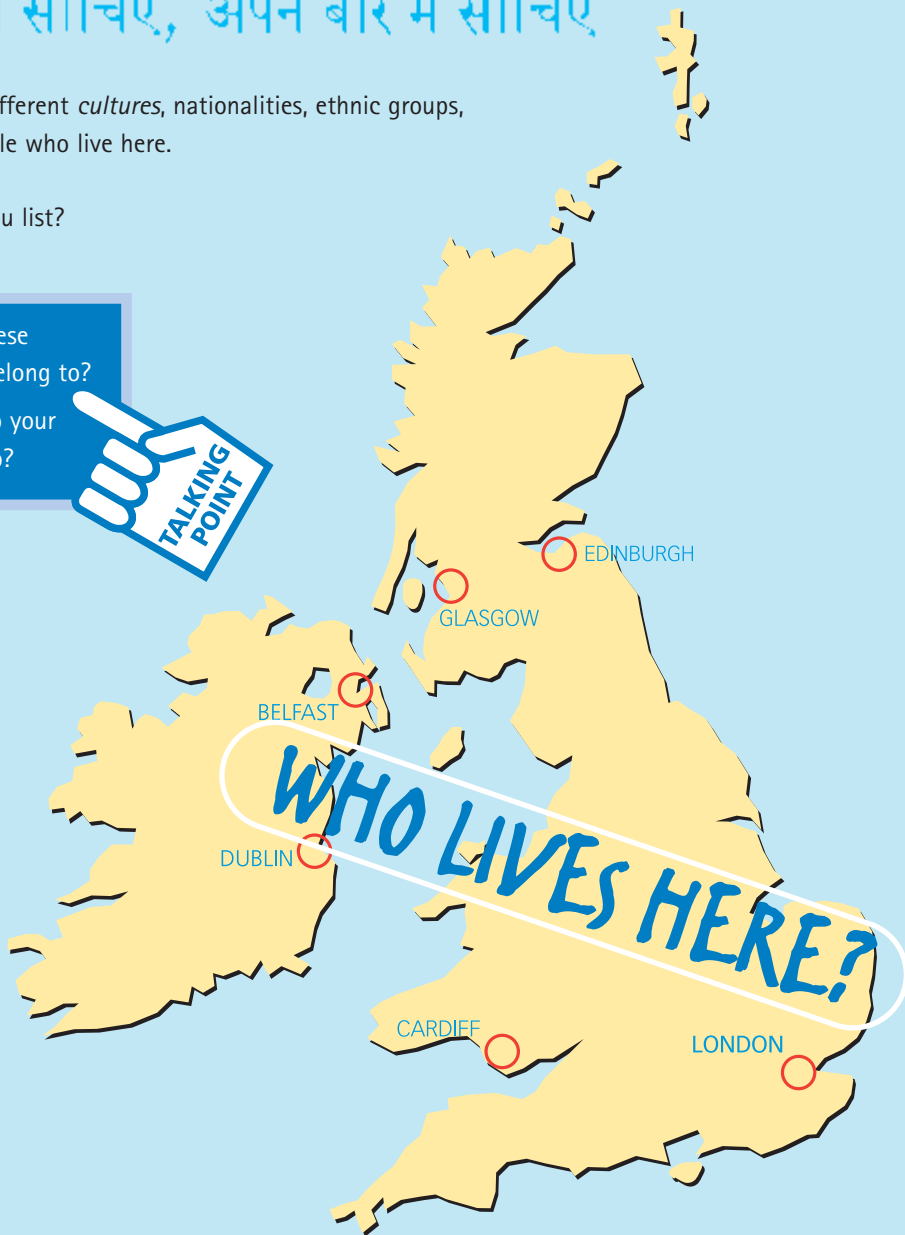 सोचिए, अपने बारे में सोचिए
fferent cultures, nationalities, ethnic groups,
le who live here.
u list?
ese
elong to?
o your
o?
TALKING
POINT
EDINBURGH
GLASGOW
BELFAST
WHO LIVES HERE?
DUBLIN
CARDIFF
LONDON